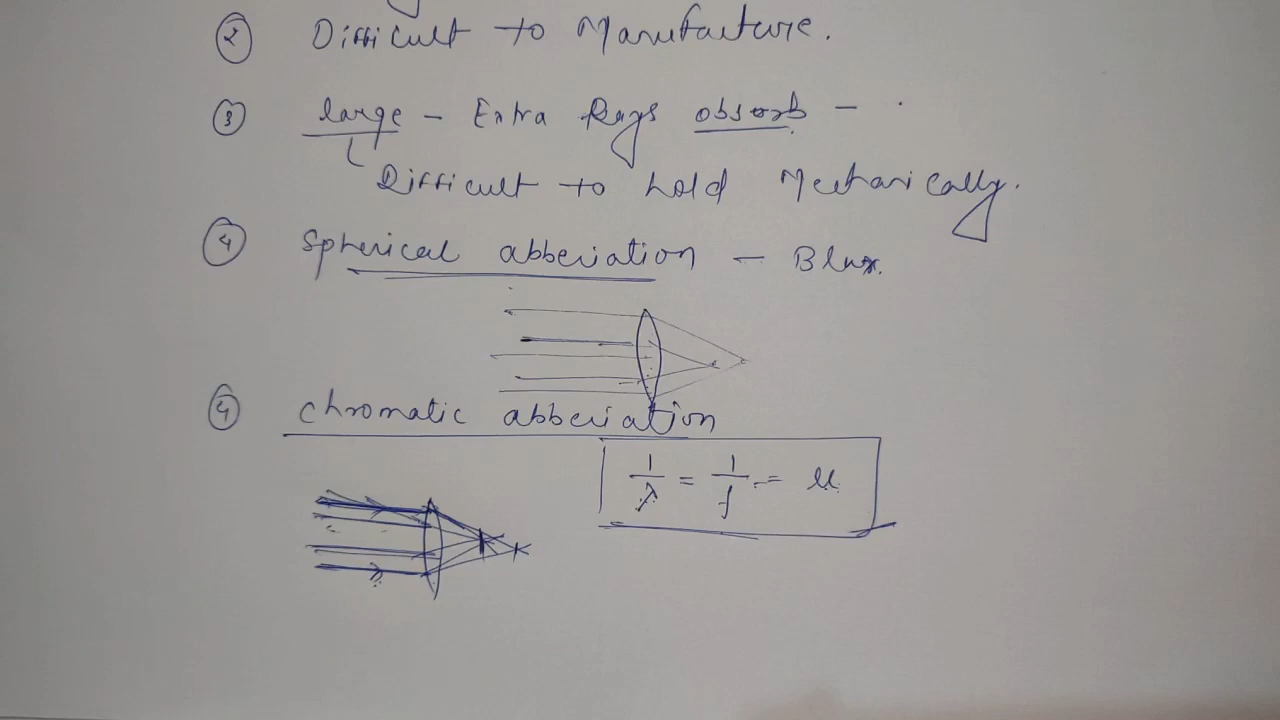 ② Difficult to Manufacture.
③ large - Extra Rays obsorb -
Difficult to hold Mechanically.
④ Spherical abberiation - Blur.
④ chromatic abberiation
1/λ = 1/f = μ